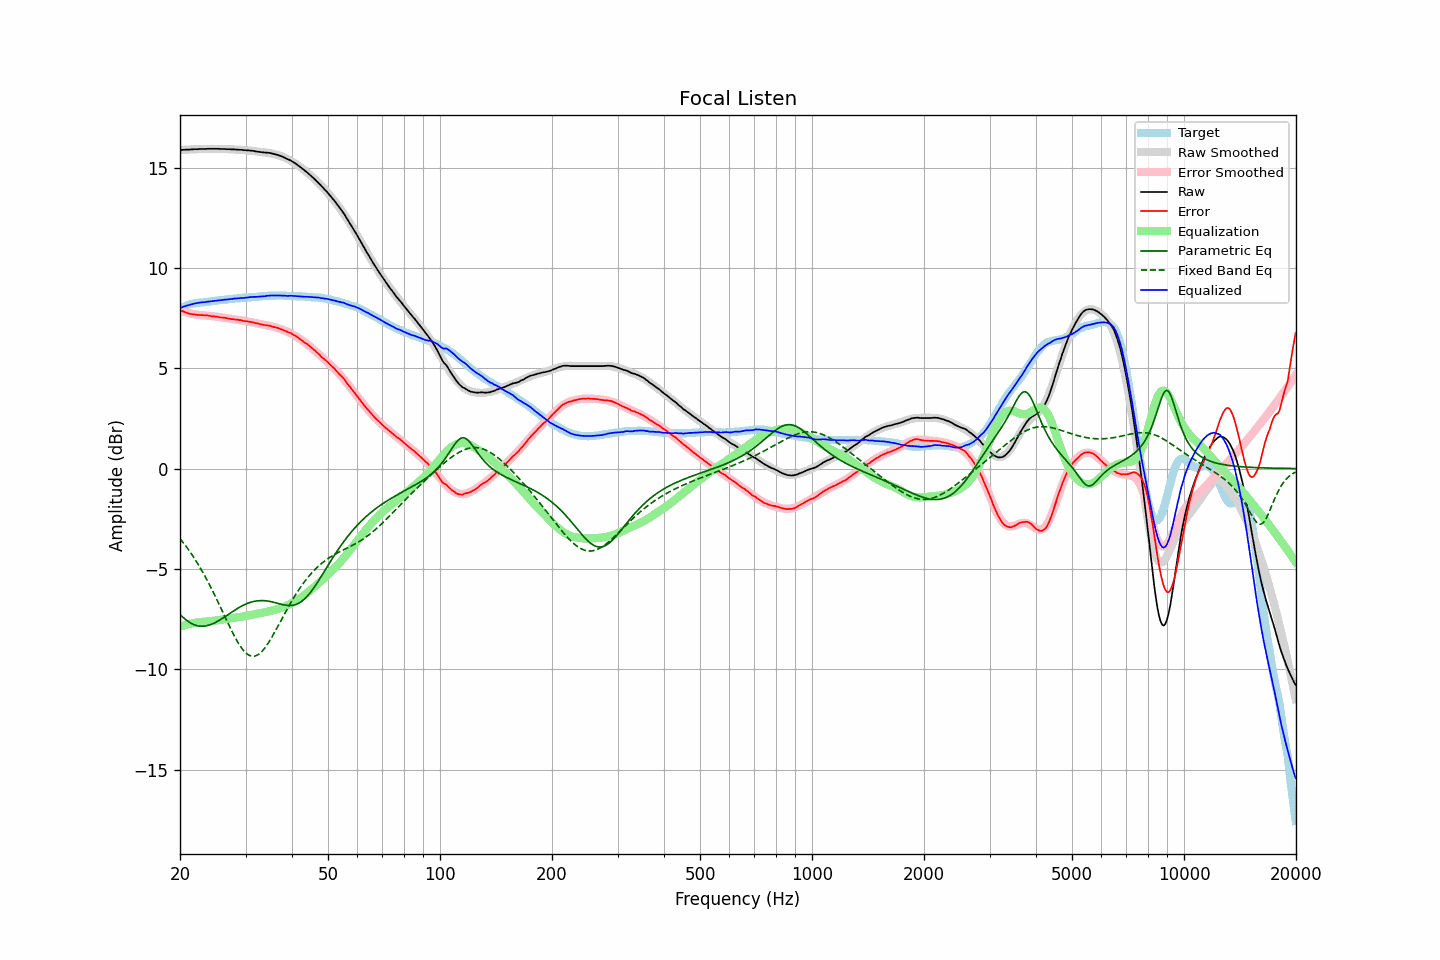 Focal Listen
Amplitude (dBr)
15
10
5
0
−5
−10
−15
20
50
100
200
500
1000
2000
5000
10000
20000
Frequency (Hz)
Target
Raw Smoothed
Error Smoothed
Raw
Error
Equalization
Parametric Eq
Fixed Band Eq
Equalized